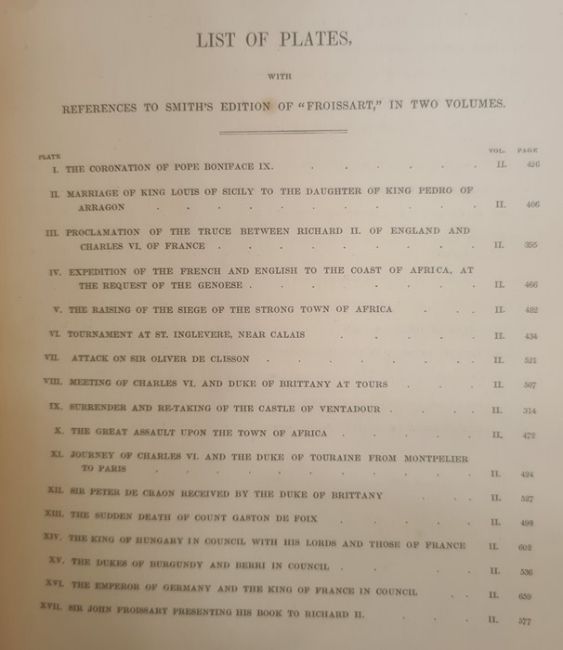 LIST OF PLATES,
WITH
REFERENCES TO SMITH'S EDITION OF "FROISSART," IN TWO VOLUMES.
PLATE VOL. PAGE
I. THE CORONATION OF POPE BONIFACE IX. . . . . . . II. 426
II. MARRIAGE OF KING LOUIS OF SICILY TO THE DAUGHTER OF KING PEDRO OF
ARRAGON . . . . . . . . . . . II. 406
III. PROCLAMATION OF THE TRUCE BETWEEN RICHARD II. OF ENGLAND AND
CHARLES VI. OF FRANCE . . . . . . . . . II. 395
IV. EXPEDITION OF THE FRENCH AND ENGLISH TO THE COAST OF AFRICA, AT
THE REQUEST OF THE GENOESE . . . . . . . . II. 466
V. THE RAISING OF THE SIEGE OF THE STRONG TOWN OF AFRICA . . . II. 482
VI. TOURNAMENT AT ST. INGLEVERE, NEAR CALAIS . . . . . II. 434
VII. ATTACK ON SIR OLIVER DE CLISSON . . . . . . . II. 521
VIII. MEETING OF CHARLES VI. AND DUKE OF BRITTANY AT TOURS . . . II. 507
IX. SURRENDER AND RE-TAKING OF THE CASTLE OF VENTADOUR . . . . II. 314
X. THE GREAT ASSAULT UPON THE TOWN OF AFRICA . . . . . II. 472
XI. JOURNEY OF CHARLES VI. AND THE DUKE OF TOURAINE FROM MONTPELIER
TO PARIS . . . . . . . . . II. 424
XII. SIR PETER DE CRAON RECEIVED BY THE DUKE OF BRITTANY . . . II. 527
XIII. THE SUDDEN DEATH OF COUNT GASTON DE FOIX . . . . . II. 498
XIV. THE KING OF HUNGARY IN COUNCIL WITH HIS LORDS AND THOSE OF FRANCE II. 602
XV. THE DUKES OF BURGUNDY AND BERRI IN COUNCIL . . . . . II. 536
XVI. THE EMPEROR OF GERMANY AND THE KING OF FRANCE IN COUNCIL . . II. 659
XVII. SIR JOHN FROISSART PRESENTING HIS BOOK TO RICHARD II. . . . . II. 577